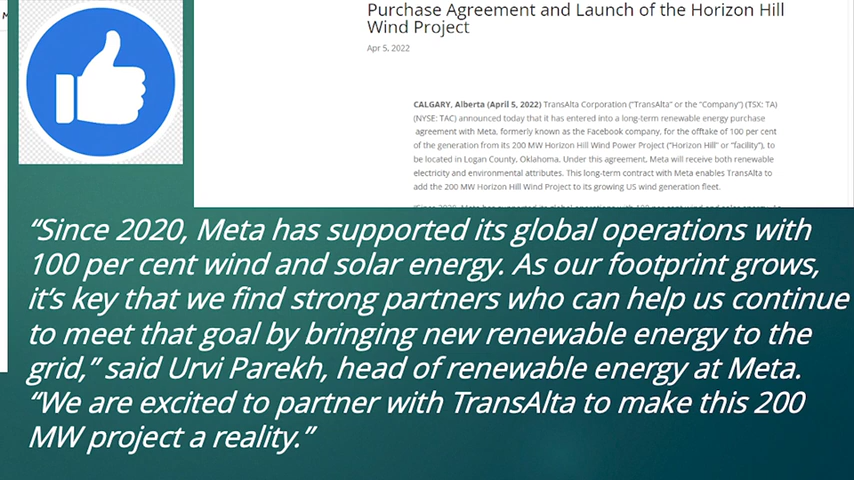 M
Purchase Agreement and Launch of the Horizon Hill
Wind Project
Apr 5, 2022
CALGARY, Alberta (April 5, 2022) TransAlta Corporation ("TransAlta" or the "Company") (TSX: TA)
(NYSE: TAC) announced today that it has entered into a long-term renewable energy purchase
agreement with Meta, formerly known as the Facebook company, for the offtake of 100 per cent
of the generation from its 200 MW Horizon Hill Wind Power Project ("Horizon Hill" or "facility"), to
be located in Logan County, Oklahoma. Under this agreement, Meta will receive both renewable
electricity and environmental attributes. This long-term contract with Meta enables TransAlta to
add the 200 MW Horizon Hill Wind Project to its growing US wind generation fleet.
“Since 2020, Meta has supported its global operations with
100 per cent wind and solar energy. As our footprint grows,
it’s key that we find strong partners who can help us continue
to meet that goal by bringing new renewable energy to the
grid,” said Urvi Parekh, head of renewable energy at Meta.
“We are excited to partner with TransAlta to make this 200
MW project a reality.”